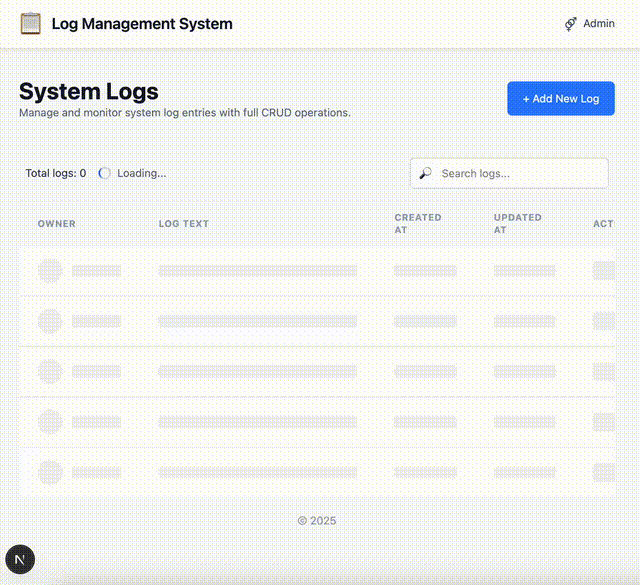 Log Management System
Admin
System Logs
Manage and monitor system log entries with full CRUD operations.
+ Add New Log
Total logs: 0
Loading...
Search logs...
OWNER
LOG TEXT
CREATED
AT
UPDATED
AT
ACT
© 2025
N